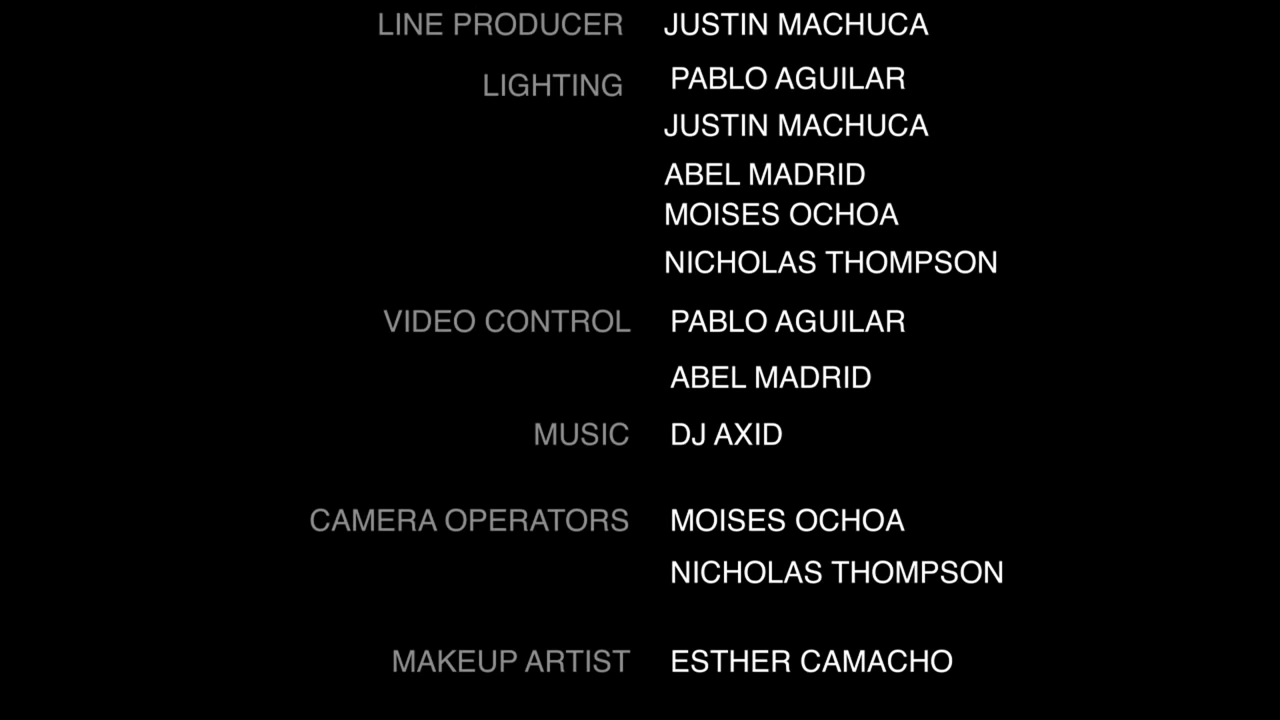 LINE PRODUCER JUSTIN MACHUCA
LIGHTING PABLO AGUILAR
JUSTIN MACHUCA
ABEL MADRID
MOISES OCHOA
NICHOLAS THOMPSON
VIDEO CONTROL PABLO AGUILAR
ABEL MADRID
MUSIC DJ AXID
CAMERA OPERATORS MOISES OCHOA
NICHOLAS THOMPSON
MAKEUP ARTIST ESTHER CAMACHO